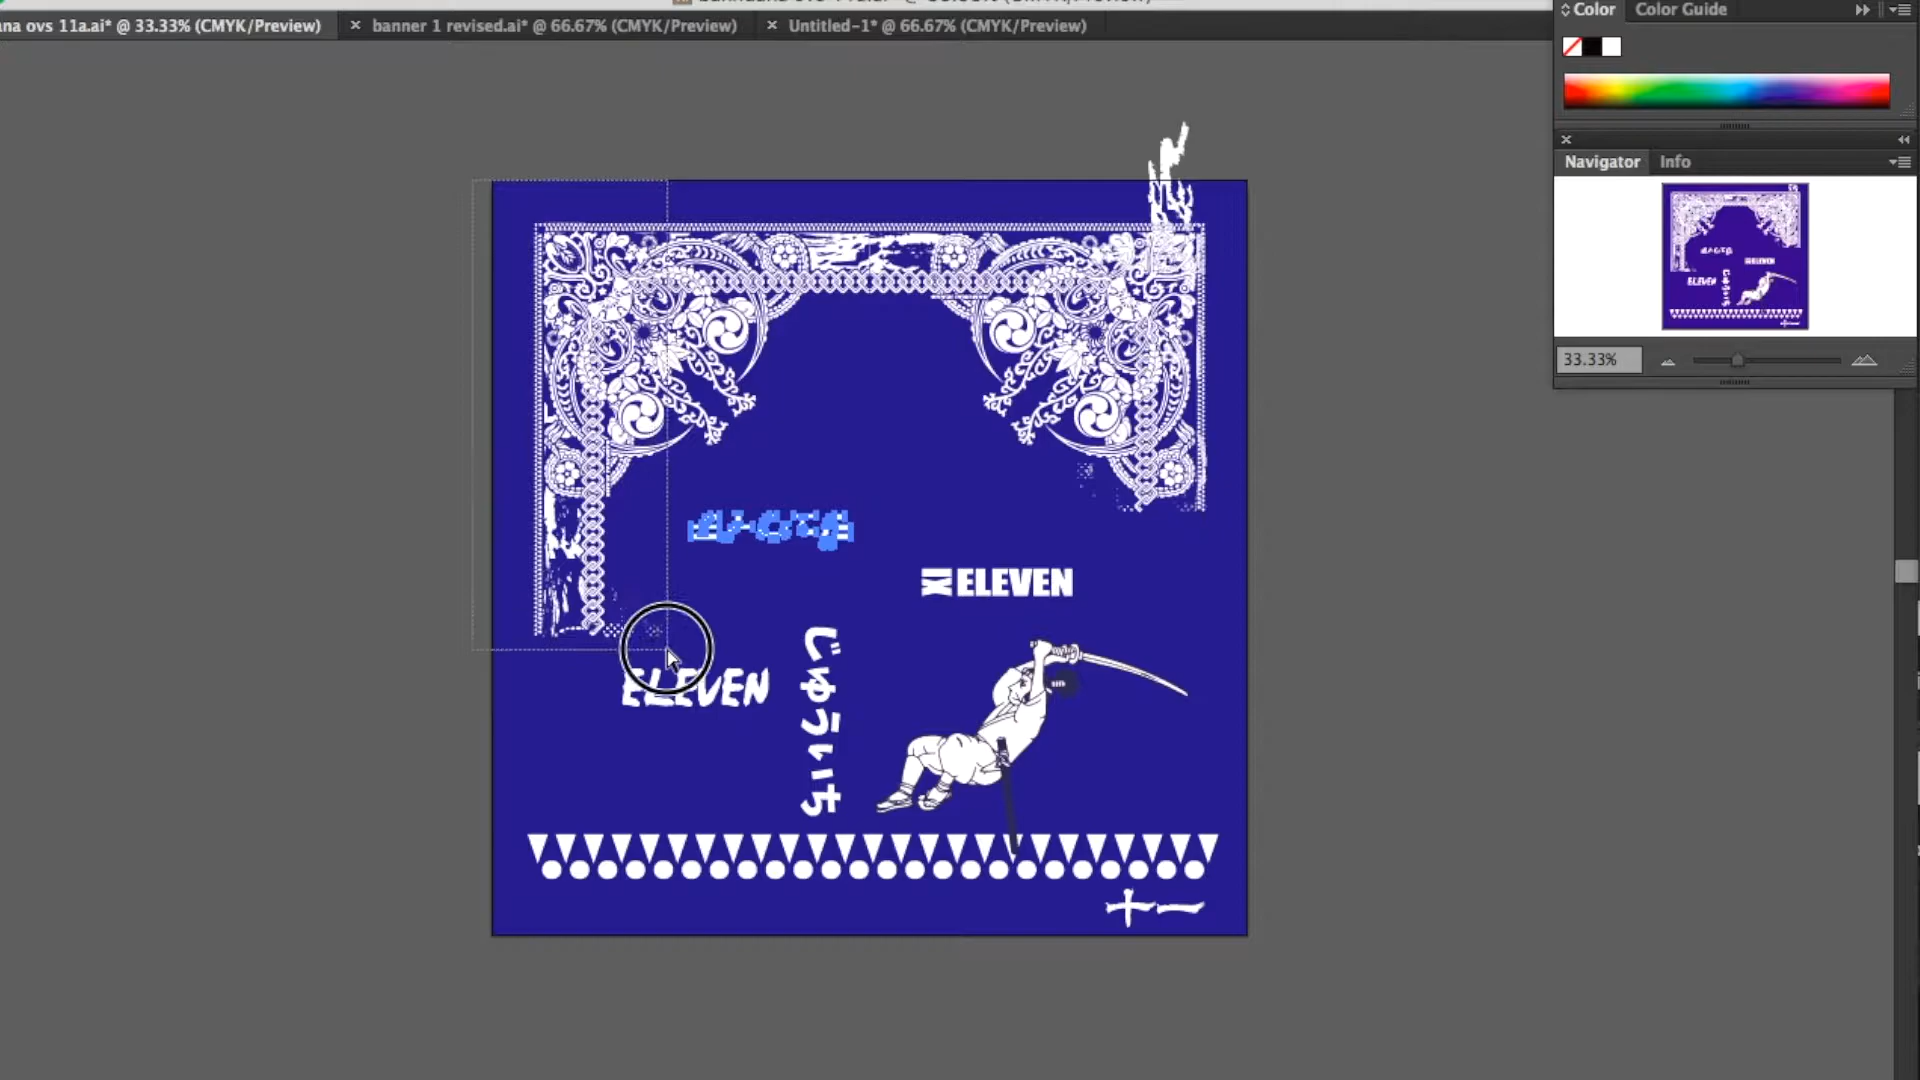 na ovs 11a.ai* @ 33.33% (CMYK/Preview)
banner 1 revised.ai* @ 66.67% (CMYK/Preview)
Untitled-1* @ 66.67% (CMYK/Preview)
Color
Color Guide
Navigator
Info
33.33%
ELEVEN
ELEVEN
じゅういち
十一